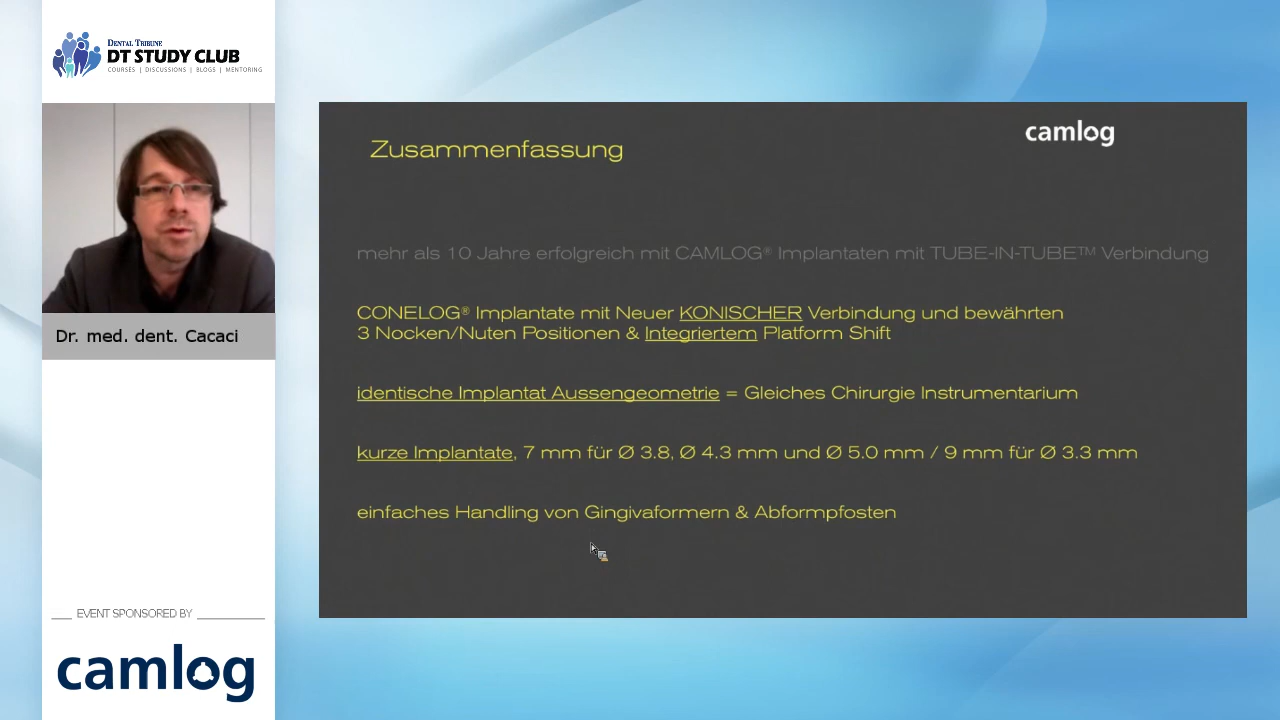 DENTAL TRIBUNE
DT STUDY CLUB
COURSES | DISCUSSIONS | BLOGS | MENTORING
Dr. med. dent. Cacaci
EVENT SPONSORED BY
camlog
camlog
Zusammenfassung
mehr als 10 Jahre erfolgreich mit CAMLOG® Implantaten mit TUBE-IN-TUBE™ Verbindung
CONELOG® Implantate mit Neuer KONISCHER Verbindung und bewährten
3 Nocken/Nuten Positionen & Integriertem Platform Shift
identische Implantat Aussengeometrie = Gleiches Chirurgie Instrumentarium
kurze Implantate, 7 mm für Ø 3.8, Ø 4.3 mm und Ø 5.0 mm / 9 mm für Ø 3.3 mm
einfaches Handling von Gingivaformern & Abformpfosten